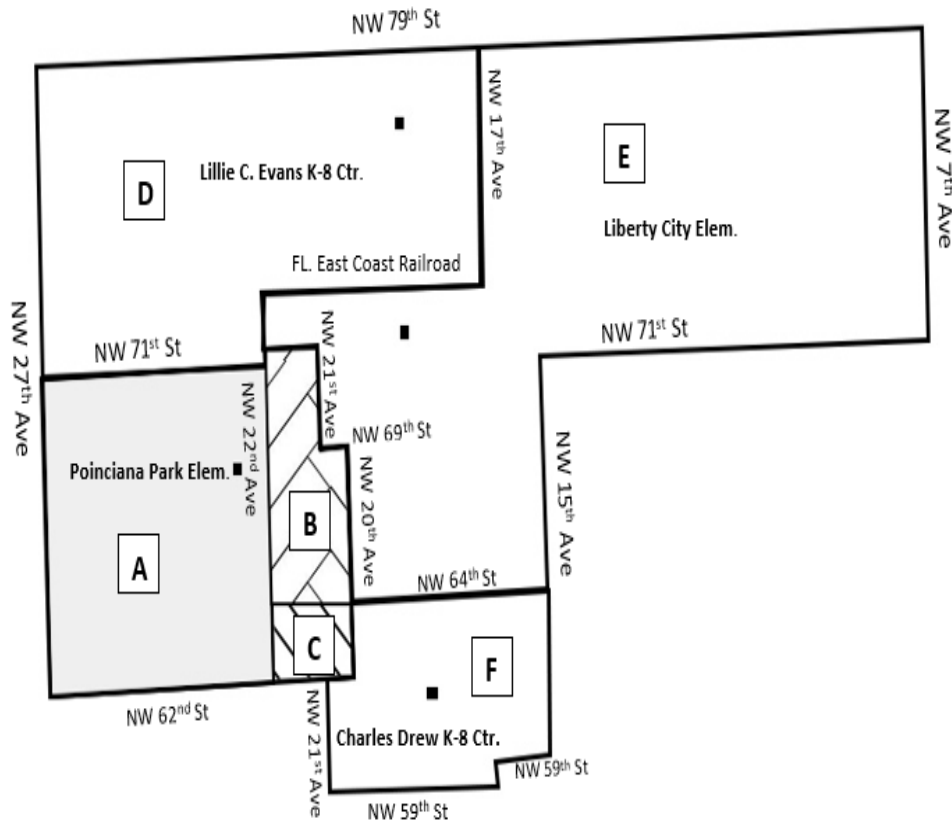 NW 79th St
NW 17th Ave
NW 7th Ave
E
D
Lillie C. Evans K-8 Ctr.
Liberty City Elem.
FL. East Coast Railroad
NW 27th Ave
NW 71st St
NW 21st Ave
NW 71st St
NW 22nd Ave
NW 69th St
Poinciana Park Elem.
B
NW 20th Ave
NW 15th Ave
A
NW 64th St
C
F
NW 62nd St
NW 21st Ave
Charles Drew K-8 Ctr.
NW 59th St
NW 59th St